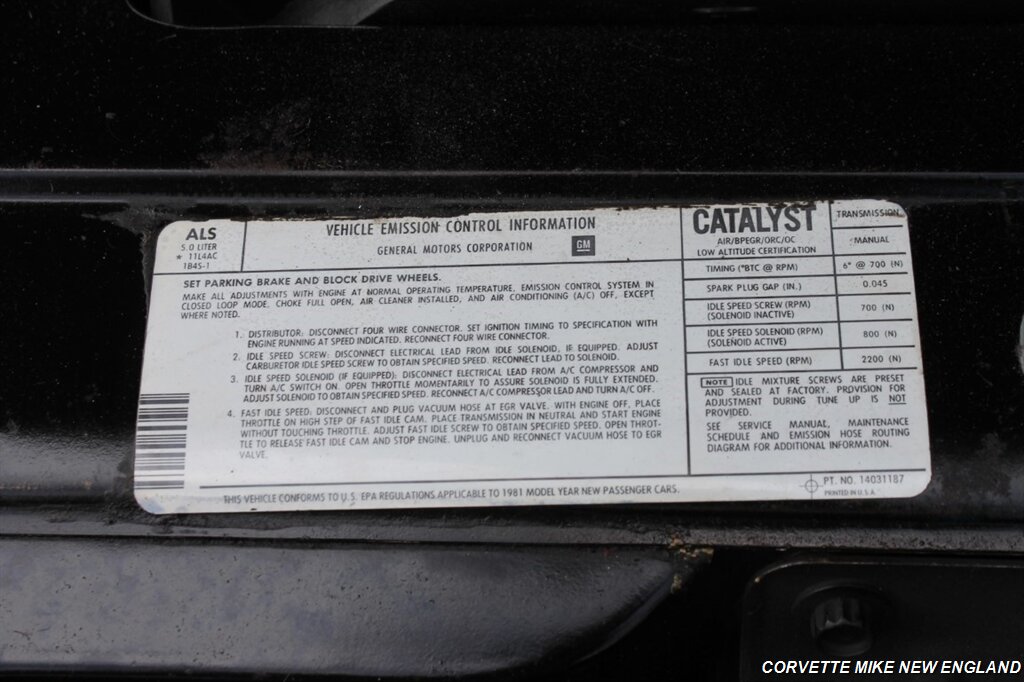 ALS
5.0 LITER
* 11L4AC
1B4S-1
VEHICLE EMISSION CONTROL INFORMATION
GENERAL MOTORS CORPORATION
GM
CATALYST
AIR/BPEGR/ORC/OC
LOW ALTITUDE CERTIFICATION
TRANSMISSION
MANUAL
TIMING (°BTC @ RPM) 6° @ 700 (N)
SPARK PLUG GAP (IN.) 0.045
IDLE SPEED SCREW (RPM)
(SOLENOID INACTIVE) 700 (N)
IDLE SPEED SOLENOID (RPM)
(SOLENOID ACTIVE) 800 (N)
FAST IDLE SPEED (RPM) 2200 (N)
SET PARKING BRAKE AND BLOCK DRIVE WHEELS.
MAKE ALL ADJUSTMENTS WITH ENGINE AT NORMAL OPERATING TEMPERATURE, EMISSION CONTROL SYSTEM IN
CLOSED LOOP MODE, CHOKE FULL OPEN, AIR CLEANER INSTALLED, AND AIR CONDITIONING (A/C) OFF, EXCEPT
WHERE NOTED.
1. DISTRIBUTOR: DISCONNECT FOUR WIRE CONNECTOR. SET IGNITION TIMING TO SPECIFICATION WITH
ENGINE RUNNING AT SPEED INDICATED. RECONNECT FOUR WIRE CONNECTOR.
2. IDLE SPEED SCREW: DISCONNECT ELECTRICAL LEAD FROM IDLE SOLENOID, IF EQUIPPED. ADJUST
CARBURETOR IDLE SPEED SCREW TO OBTAIN SPECIFIED SPEED. RECONNECT LEAD TO SOLENOID.
3. IDLE SPEED SOLENOID (IF EQUIPPED): DISCONNECT ELECTRICAL LEAD FROM A/C COMPRESSOR AND
TURN A/C SWITCH ON. OPEN THROTTLE MOMENTARILY TO ASSURE SOLENOID IS FULLY EXTENDED.
ADJUST SOLENOID TO OBTAIN SPECIFIED SPEED. RECONNECT A/C COMPRESSOR LEAD AND TURN A/C OFF.
4. FAST IDLE SPEED: DISCONNECT AND PLUG VACUUM HOSE AT EGR VALVE. WITH ENGINE OFF, PLACE
THROTTLE ON HIGH STEP OF FAST IDLE CAM. PLACE TRANSMISSION IN NEUTRAL AND START ENGINE
WITHOUT TOUCHING THROTTLE. ADJUST FAST IDLE SCREW TO OBTAIN SPECIFIED SPEED. OPEN THROT-
TLE TO RELEASE FAST IDLE CAM AND STOP ENGINE. UNPLUG AND RECONNECT VACUUM HOSE TO EGR
VALVE.
NOTE IDLE MIXTURE SCREWS ARE PRESET
AND SEALED AT FACTORY. PROVISION FOR
ADJUSTMENT DURING TUNE UP IS NOT
PROVIDED.
SEE SERVICE MANUAL, MAINTENANCE
SCHEDULE AND EMISSION HOSE ROUTING
DIAGRAM FOR ADDITIONAL INFORMATION.
THIS VEHICLE CONFORMS TO U.S. EPA REGULATIONS APPLICABLE TO 1981 MODEL YEAR NEW PASSENGER CARS.
PT. NO. 14031187
PRINTED IN U.S.A.
CORVETTE MIKE NEW ENGLAND